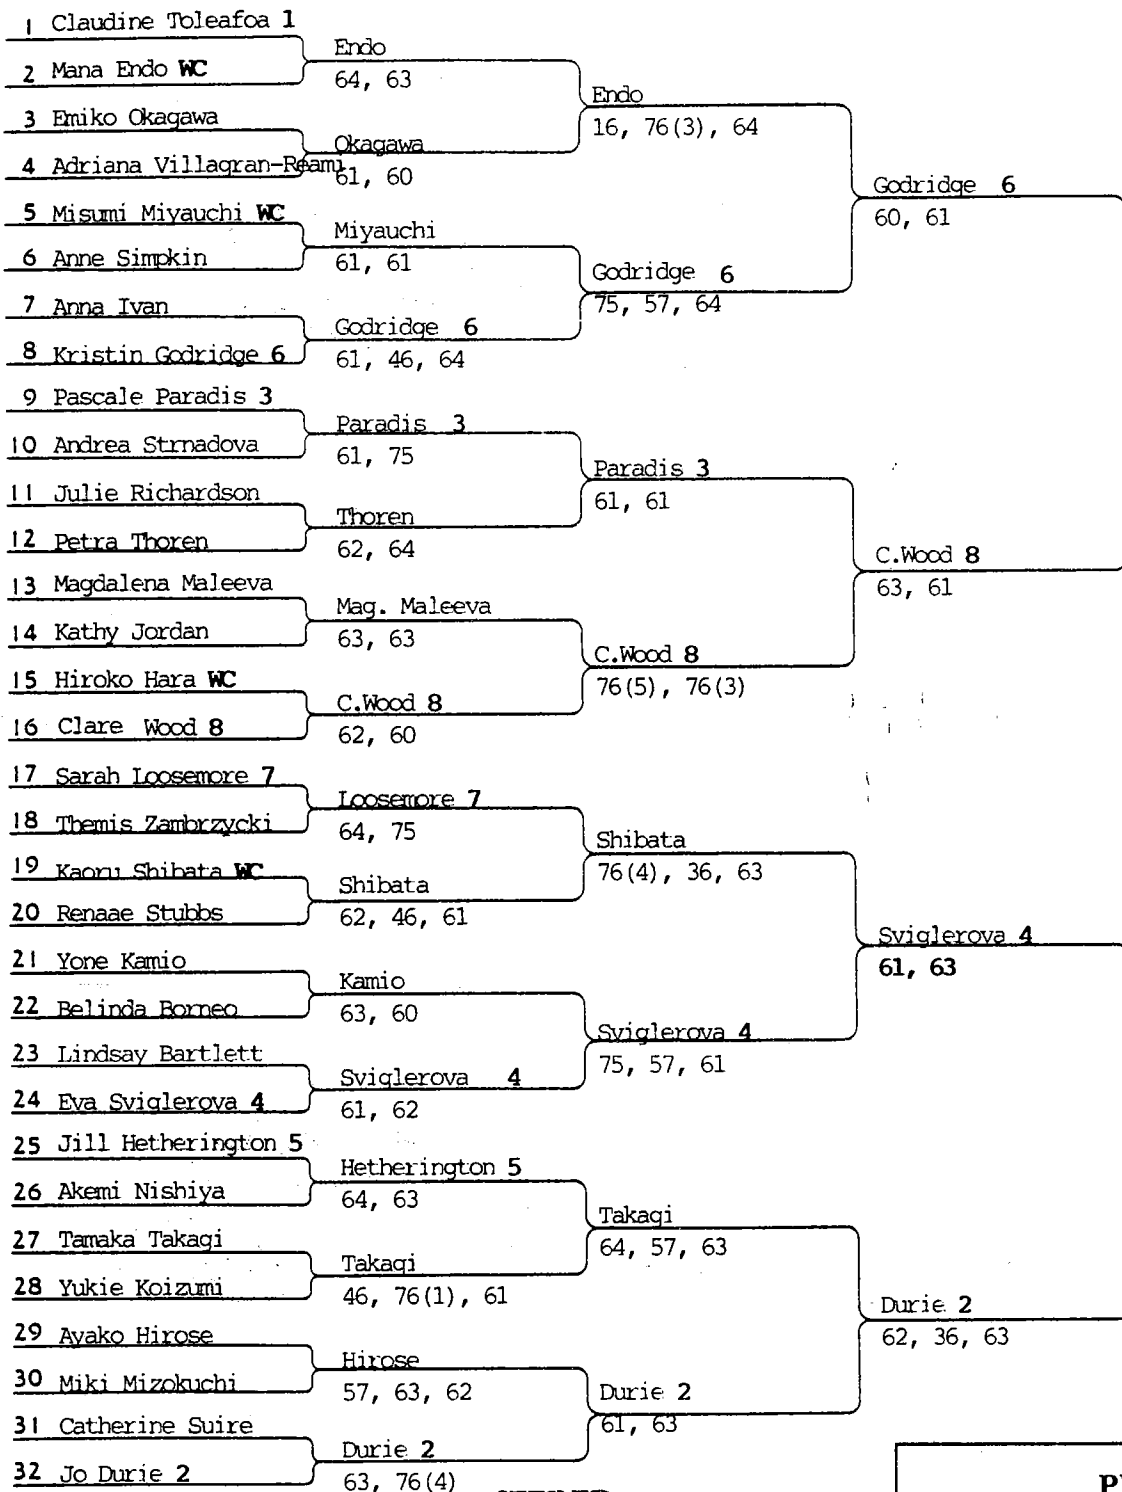 1 Claudine Toleafoa 1
2 Mana Endo WC
3 Emiko Okagawa
4 Adriana Villagran-Reami
5 Misumi Miyauchi WC
6 Anne Simpkin
7 Anna Ivan
8 Kristin Godridge 6
9 Pascale Paradis 3
10 Andrea Strnadova
11 Julie Richardson
12 Petra Thoren
13 Magdalena Maleeva
14 Kathy Jordan
15 Hiroko Hara WC
16 Clare Wood 8
17 Sarah Loosemore 7
18 Themis Zambrzycki
19 Kaoru Shibata WC
20 Renaae Stubbs
21 Yone Kamio
22 Belinda Borneo
23 Lindsay Bartlett
24 Eva Sviglerova 4
25 Jill Hetherington 5
26 Akemi Nishiya
27 Tamaka Takagi
28 Yukie Koizumi
29 Ayako Hirose
30 Miki Mizokuchi
31 Catherine Suire
32 Jo Durie 2
Endo
64, 63
Okagawa
61, 60
Miyauchi
61, 61
Godridge 6
61, 46, 64
Paradis 3
61, 75
Thoren
62, 64
Mag. Maleeva
63, 63
C.Wood 8
62, 60
Loosemore 7
64, 75
Shibata
62, 46, 61
Kamio
63, 60
Sviglerova 4
61, 62
Hetherington 5
64, 63
Takagi
46, 76(1), 61
Hirose
57, 63, 62
Durie 2
63, 76(4)
Endo
16, 76(3), 64
Godridge 6
75, 57, 64
Paradis 3
61, 61
C.Wood 8
76(5), 76(3)
Shibata
76(4), 36, 63
Sviglerova 4
75, 57, 61
Takagi
64, 57, 63
Durie 2
61, 63
Godridge 6
60, 61
C.Wood 8
63, 61
Sviglerova 4
61, 63
Durie 2
62, 36, 63